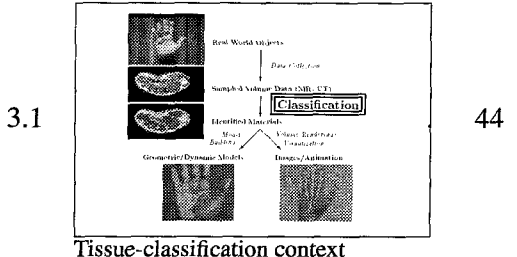 3.1
Real World Objects
Data Collection
Sampled Volume Data (MR, CT)
Classification
Identified Materials
Model Building
Volume Rendering/
Visualization
Geometric/Dynamic Models
Images/Animation
44
Tissue-classification context